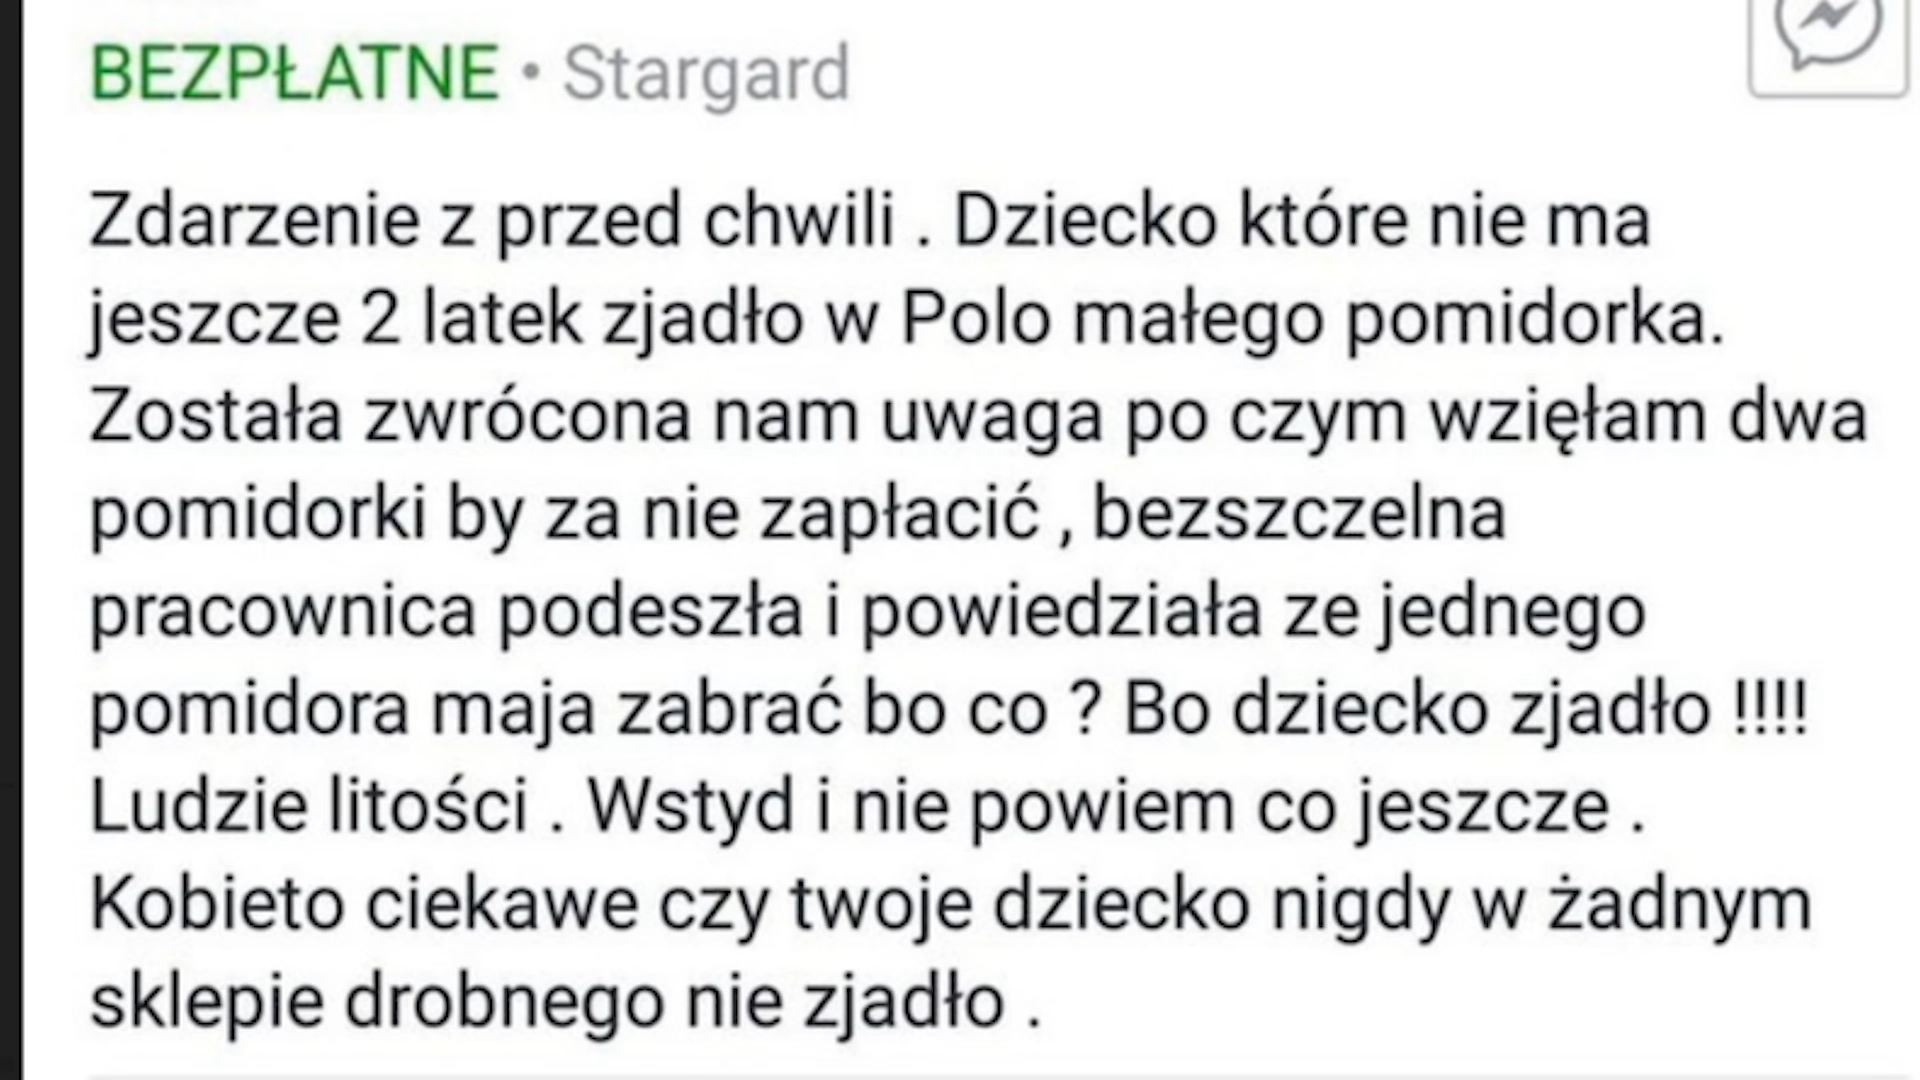 BEZPŁATNE • Stargard
Zdarzenie z przed chwili . Dziecko które nie ma
jeszcze 2 latek zjadło w Polo małego pomidorka.
Została zwrócona nam uwaga po czym wzięłam dwa
pomidorki by za nie zapłacić , bezszczelna
pracownica podeszła i powiedziała ze jednego
pomidora maja zabrać bo co ? Bo dziecko zjadło !!!!
Ludzie litości . Wstyd i nie powiem co jeszcze .
Kobieto ciekawe czy twoje dziecko nigdy w żadnym
sklepie drobnego nie zjadło .